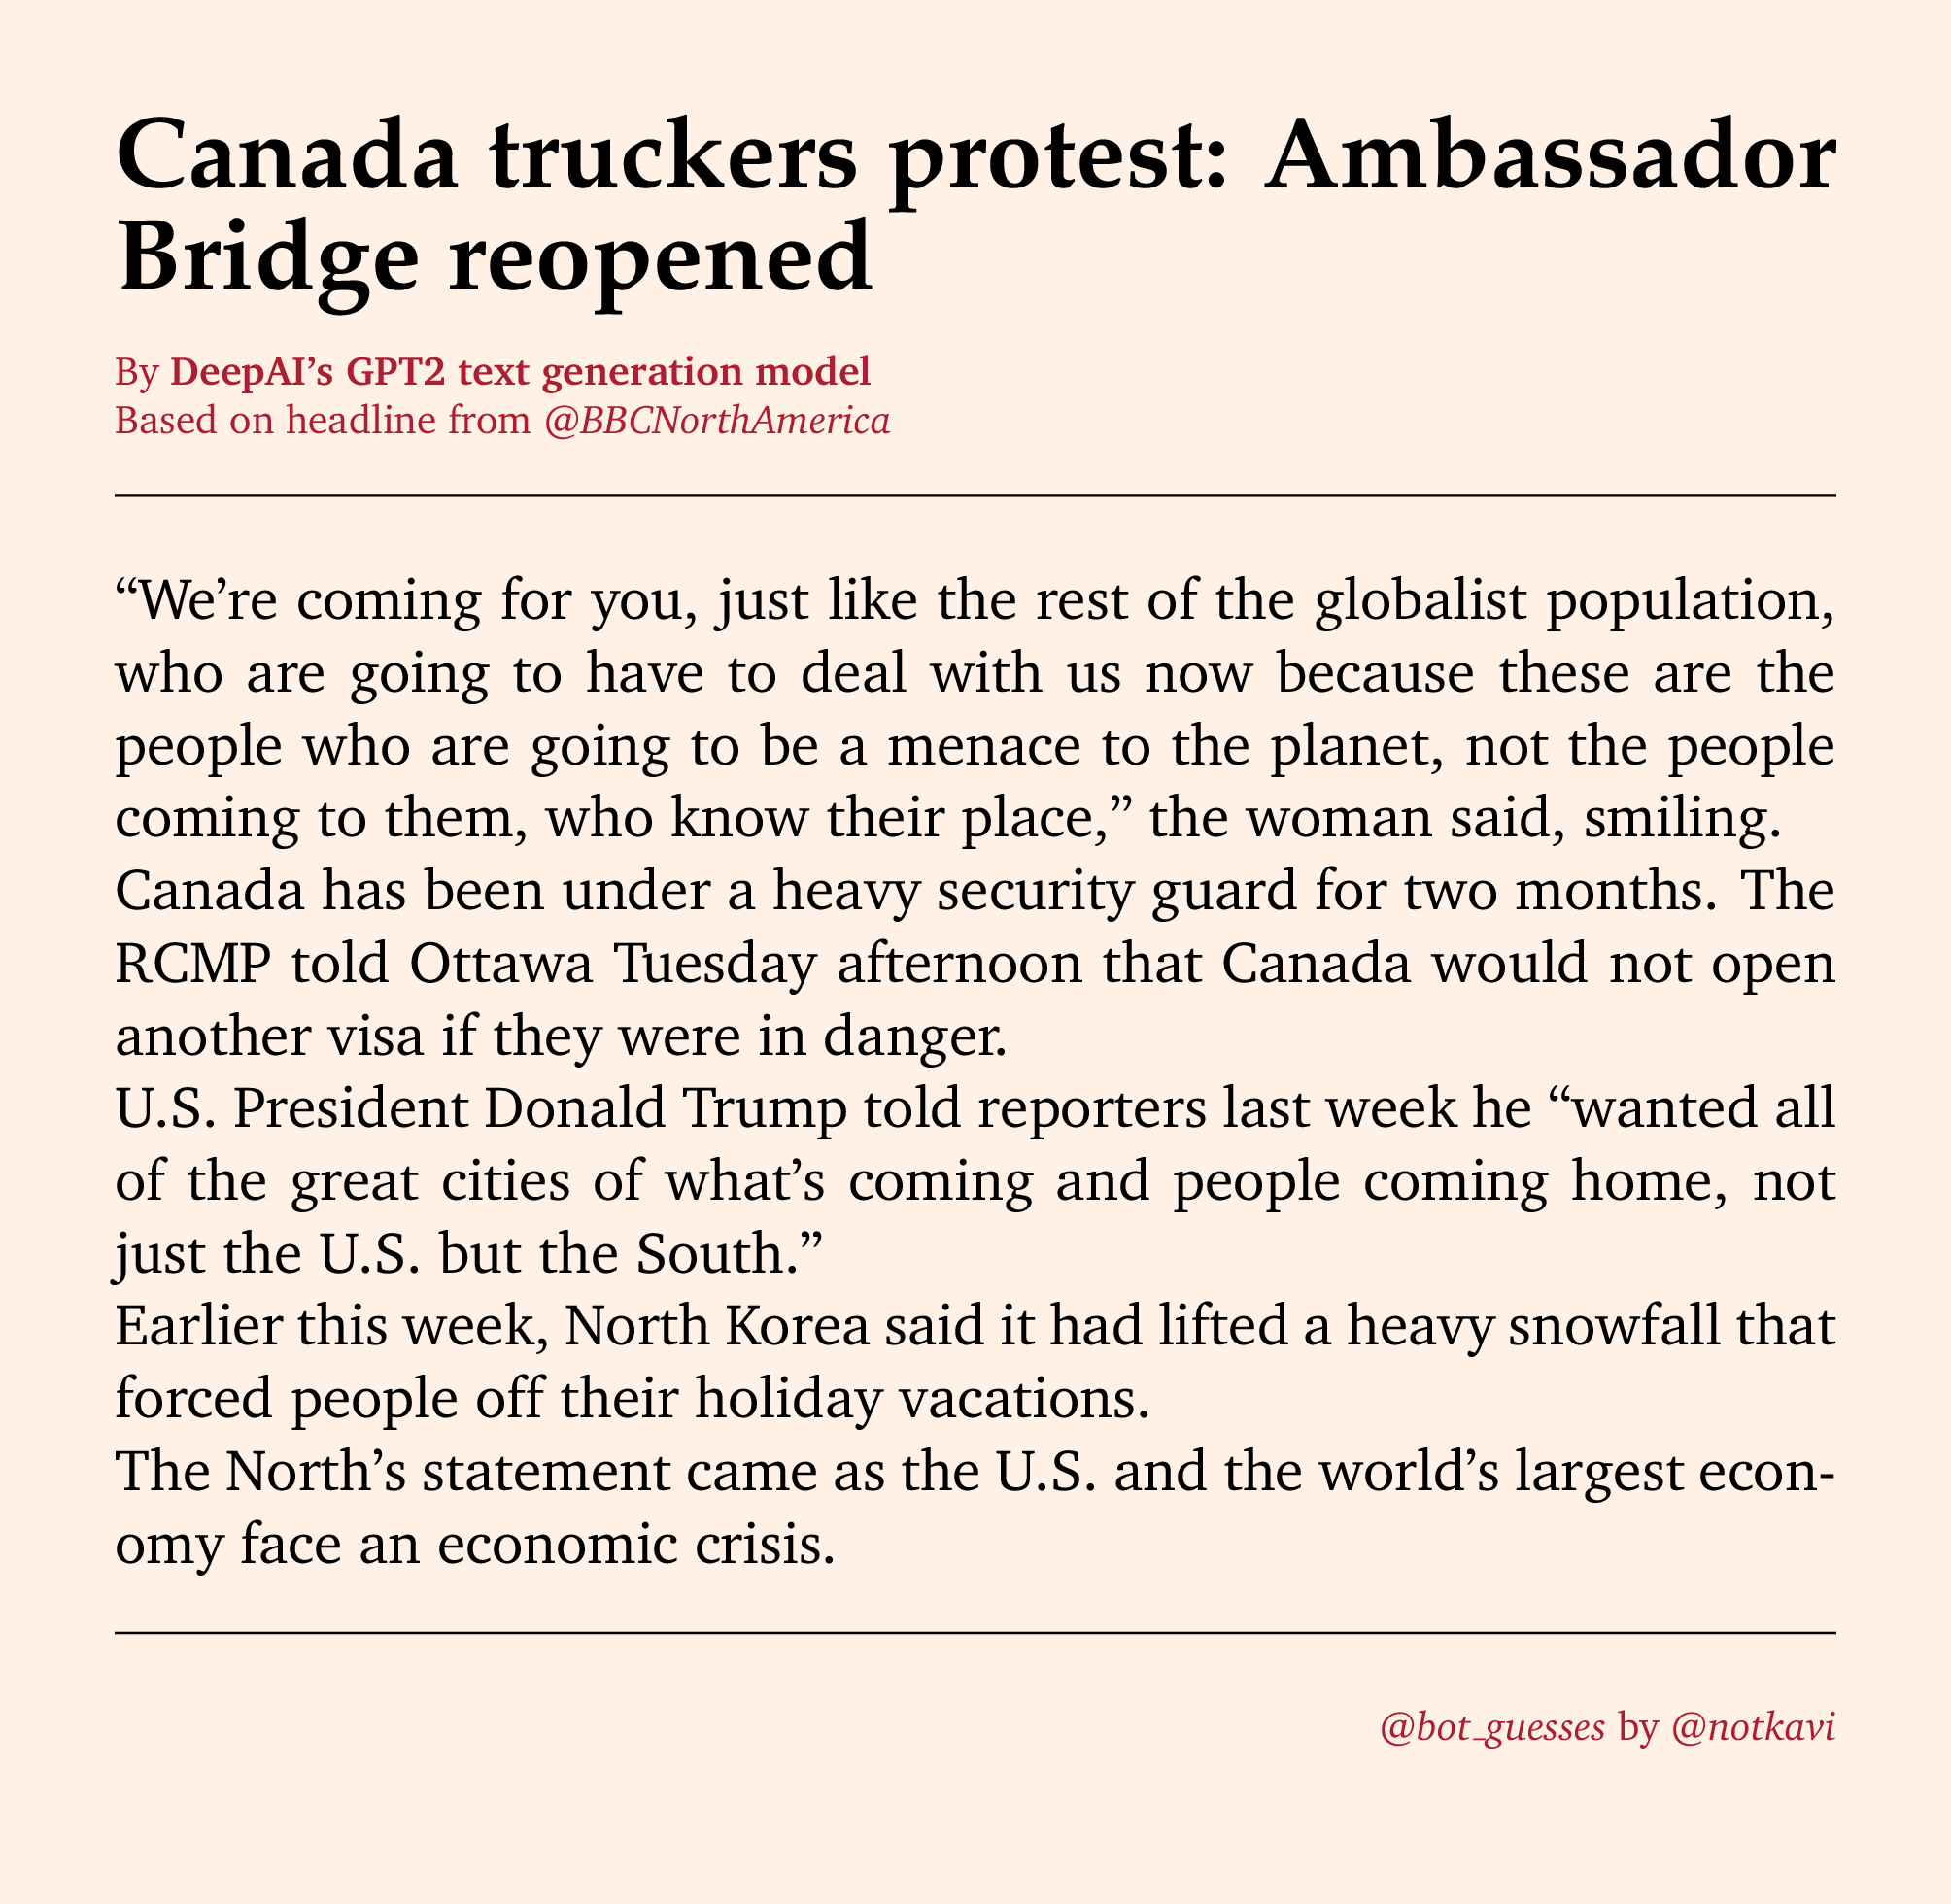 Canada truckers protest: Ambassador
Bridge reopened
By DeepAI’s GPT2 text generation model
Based on headline from @BBCNorthAmerica
“We’re coming for you, just like the rest of the globalist population,
who are going to have to deal with us now because these are the
people who are going to be a menace to the planet, not the people
coming to them, who know their place,” the woman said, smiling.
Canada has been under a heavy security guard for two months. The
RCMP told Ottawa Tuesday afternoon that Canada would not open
another visa if they were in danger.
U.S. President Donald Trump told reporters last week he “wanted all
of the great cities of what’s coming and people coming home, not
just the U.S. but the South.”
Earlier this week, North Korea said it had lifted a heavy snowfall that
forced people off their holiday vacations.
The North’s statement came as the U.S. and the world’s largest econ-
omy face an economic crisis.
@bot_guesses by @notkavi